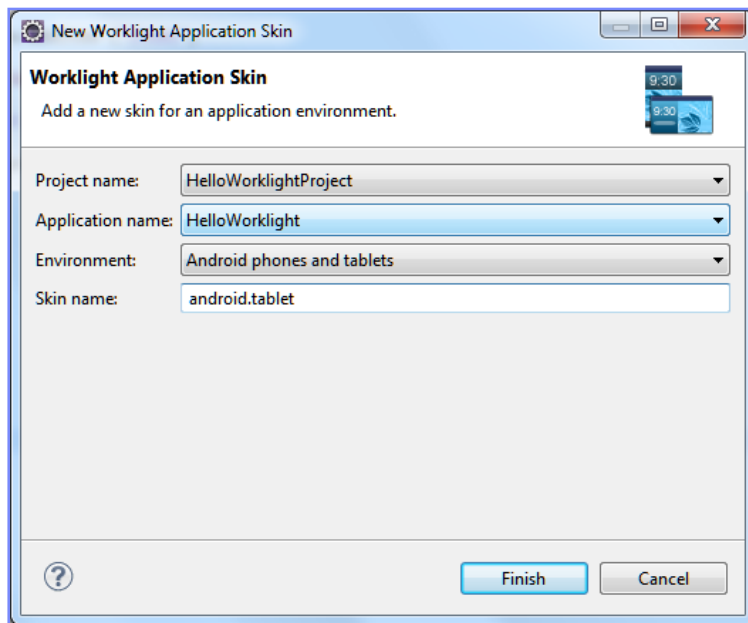 New Worklight Application Skin
Worklight Application Skin
Add a new skin for an application environment.
9:30
9:30
Project name: HelloWorklightProject
Application name: HelloWorklight
Environment: Android phones and tablets
Skin name: android.tablet
?
Finish Cancel